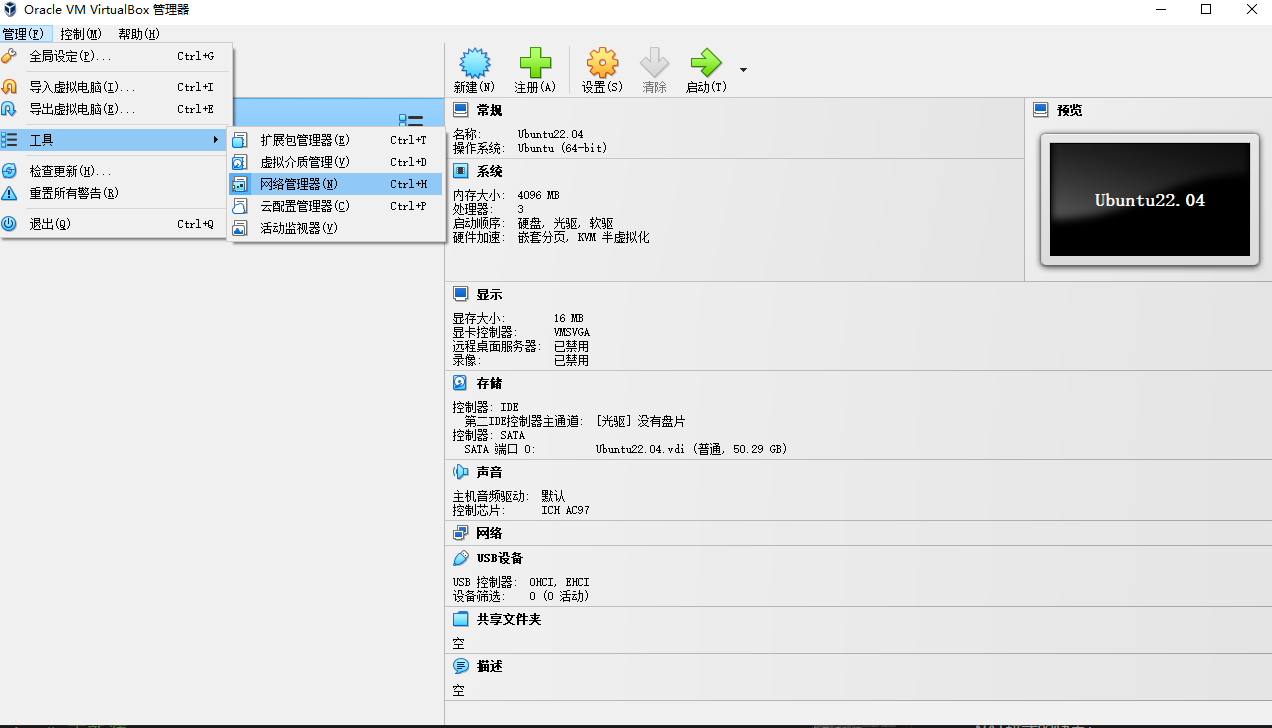 Oracle VM VirtualBox 管理器
管理(F) 控制(M) 帮助(H)
全局设定(P)... Ctrl+G
导入虚拟电脑(I)... Ctrl+I
导出虚拟电脑(E)... Ctrl+E
工具
检查更新(H)...
重置所有警告(R)
退出(Q) Ctrl+Q
扩展包管理器(E) Ctrl+T
虚拟介质管理(V) Ctrl+D
网络管理器(N) Ctrl+H
云配置管理器(C) Ctrl+P
活动监视器(V)
新建(N) 注册(A) 设置(S) 清除 启动(T)
常规
名称: Ubuntu22.04
操作系统: Ubuntu (64-bit)
系统
内存大小: 4096 MB
处理器: 3
启动顺序: 硬盘, 光驱, 软驱
硬件加速: 嵌套分页, KVM 半虚拟化
预览
Ubuntu22.04
显示
显存大小: 16 MB
显卡控制器: VMSVGA
远程桌面服务器: 已禁用
录像: 已禁用
存储
控制器: IDE
第二IDE控制器主通道: [光驱] 没有盘片
控制器: SATA
SATA 端口 0: Ubuntu22.04.vdi (普通, 50.29 GB)
声音
主机音频驱动: 默认
控制芯片: ICH AC97
网络
USB设备
USB 控制器: OHCI, EHCI
设备筛选: 0 (0 活动)
共享文件夹
空
描述
空